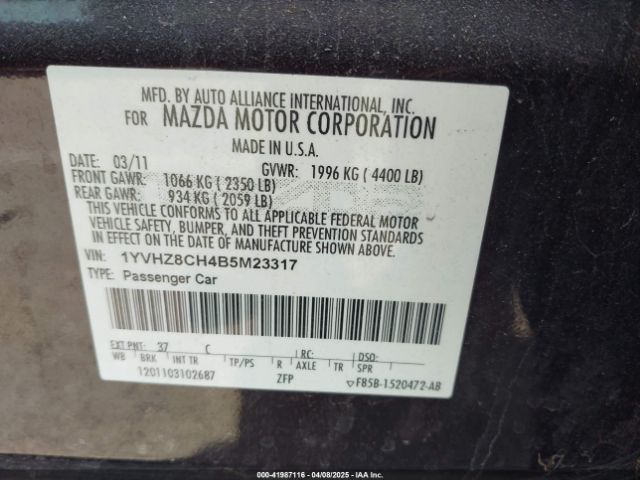 MFD. BY AUTO ALLIANCE INTERNATIONAL, INC.
FOR MAZDA MOTOR CORPORATION
MADE IN U.S.A.
DATE: 03/11 GVWR: 1996 KG ( 4400 LB)
FRONT GAWR: 1066 KG ( 2350 LB)
REAR GAWR: 934 KG ( 2059 LB)
THIS VEHICLE CONFORMS TO ALL APPLICABLE FEDERAL MOTOR
VEHICLE SAFETY, BUMPER, AND THEFT PREVENTION STANDARDS
IN EFFECT ON THE DATE OF MANUFACTURE SHOWN ABOVE.
VIN: 1YVHZ8CH4B5M23317
TYPE: Passenger Car
EXT PNT: 37 C RC: DSO:
WB BRK INT TR TP/PS R AXLE TR SPR
1201103102687 ZFP F85B-1520472-AB
000-41987116 - 04/08/2025 - IAA Inc.